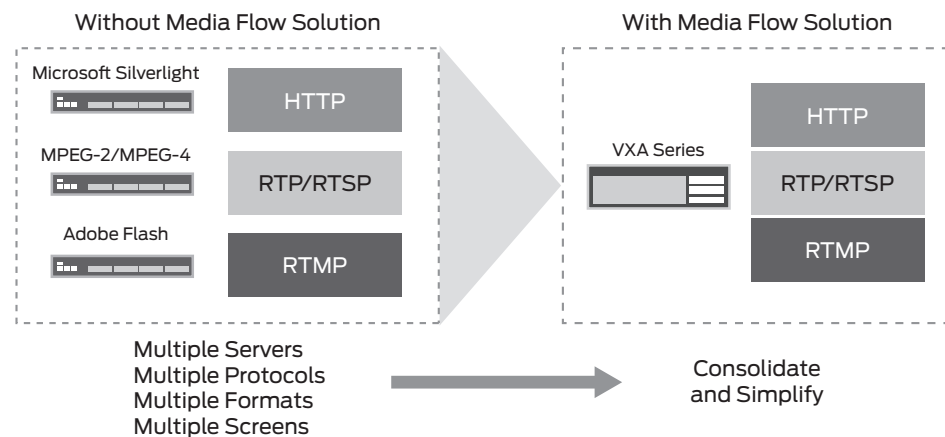 Without Media Flow Solution
Microsoft Silverlight
HTTP
MPEG-2/MPEG-4
RTP/RTSP
Adobe Flash
RTMP
With Media Flow Solution
VXA Series
HTTP
RTP/RTSP
RTMP
Multiple Servers
Multiple Protocols
Multiple Formats
Multiple Screens
Consolidate
and Simplify